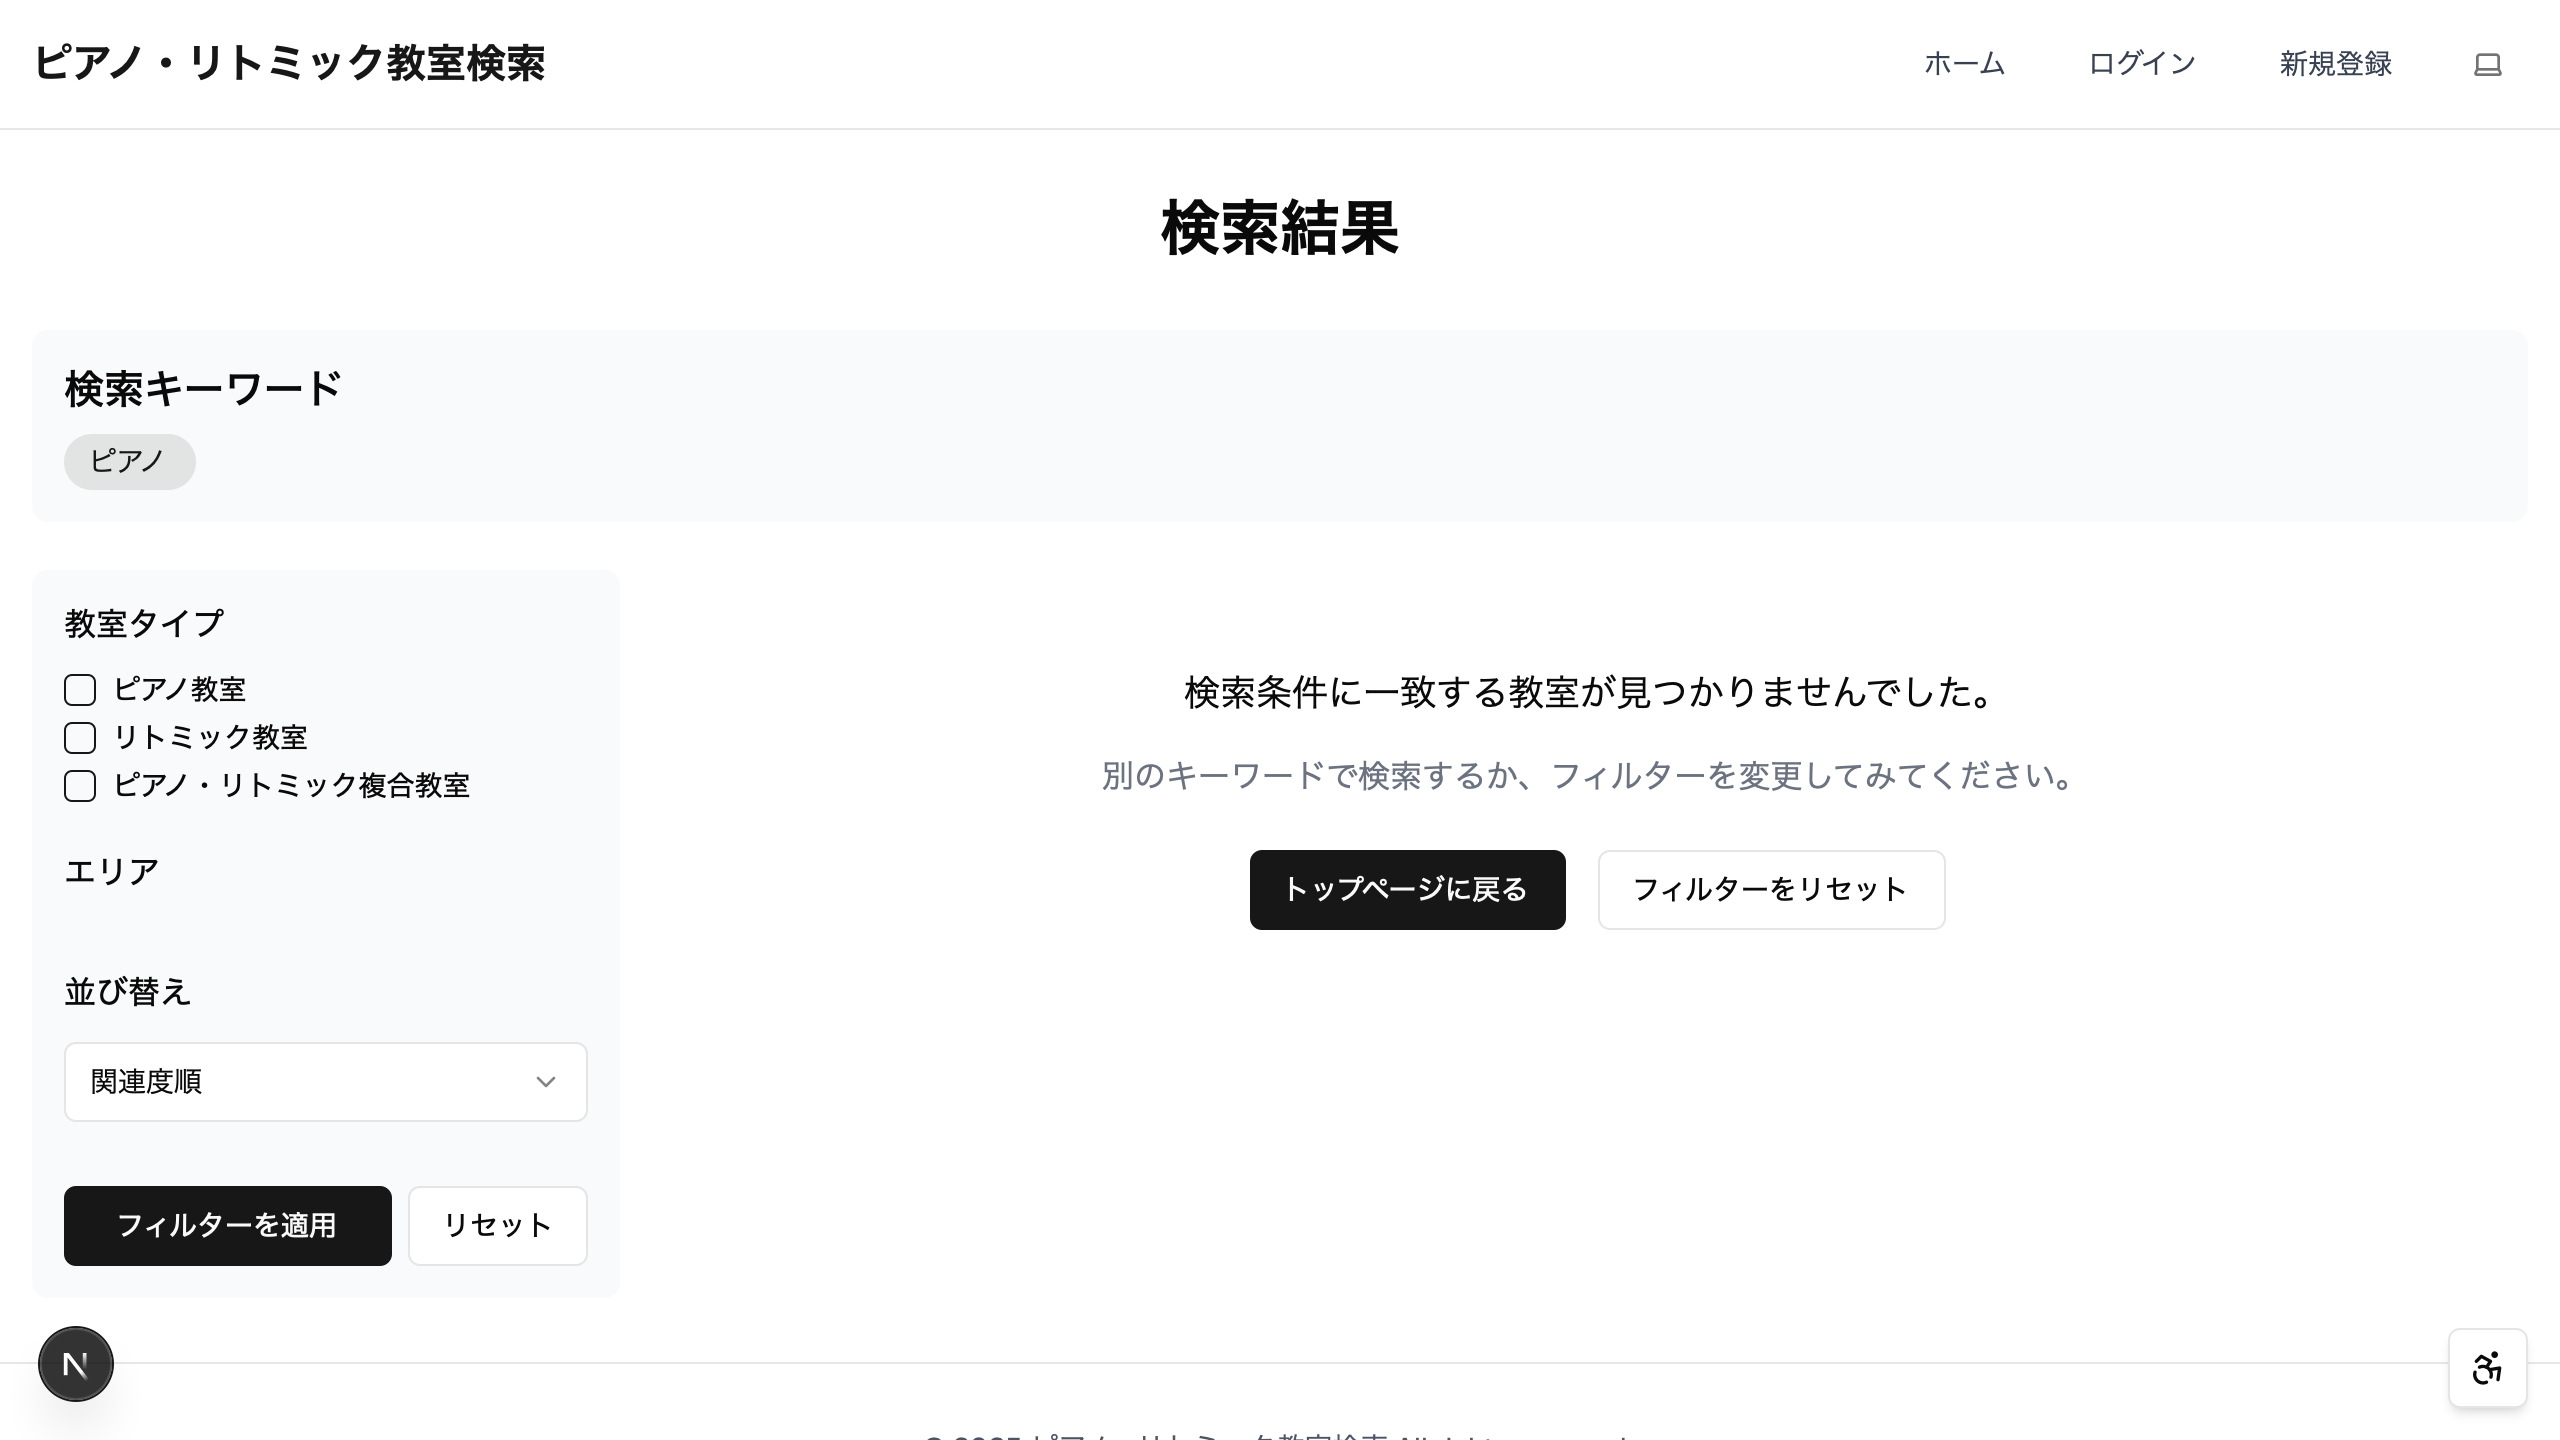 ピアノ・リトミック教室検索
ホーム
ログイン
新規登録
検索結果
検索キーワード
ピアノ
教室タイプ
ピアノ教室
リトミック教室
ピアノ・リトミック複合教室
エリア
並び替え
関連度順
フィルターを適用
リセット
検索条件に一致する教室が見つかりませんでした。
別のキーワードで検索するか、フィルターを変更してみてください。
トップページに戻る
フィルターをリセット
N